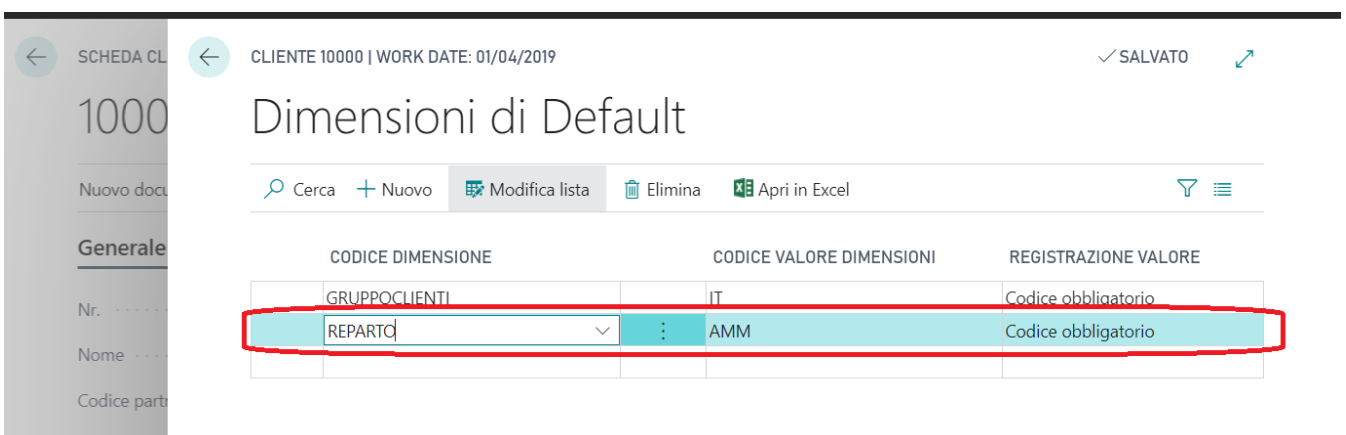 SCHEDA CL
CLIENTE 10000 | WORK DATE: 01/04/2019
SALVATO
1000
Dimensioni di Default
Nuovo docu
Cerca
Nuovo
Modifica lista
Elimina
Apri in Excel
Generale
CODICE DIMENSIONE
CODICE VALORE DIMENSIONI
REGISTRAZIONE VALORE
GRUPPOCLIENTI
IT
Codice obbligatorio
Nr.
REPARTO
AMM
Codice obbligatorio
Nome
Codice partr